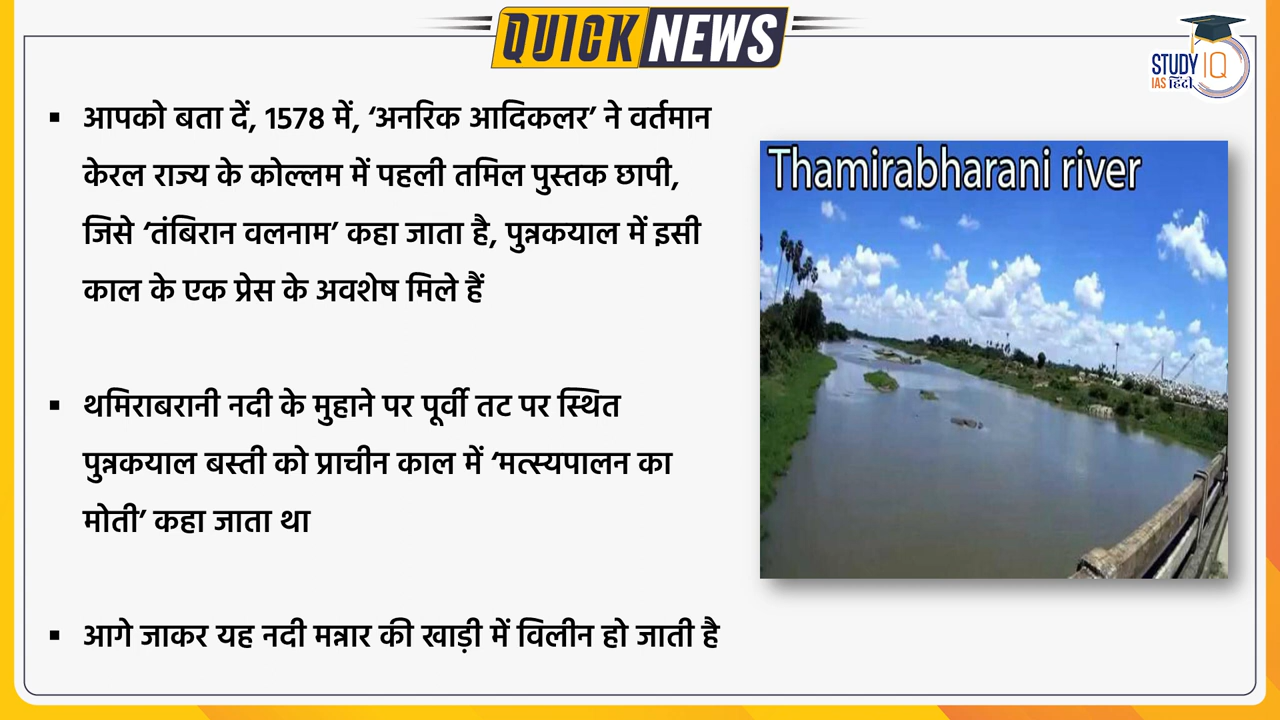 QUICK NEWS
STUDY IQ
IAS हिंदी
▪ आपको बता दें, 1578 में, ‘अनरिक आदिकलर’ ने वर्तमान
केरल राज्य के कोल्लम में पहली तमिल पुस्तक छापी,
जिसे ‘तंबिरान वलनाम’ कहा जाता है, पुन्नकयाल में इसी
काल के एक प्रेस के अवशेष मिले हैं
▪ थमिराबरानी नदी के मुहाने पर पूर्वी तट पर स्थित
पुन्नकयाल बस्ती को प्राचीन काल में ‘मत्स्यपालन का
मोती’ कहा जाता था
▪ आगे जाकर यह नदी मन्नार की खाड़ी में विलीन हो जाती है
Thamirabharani river